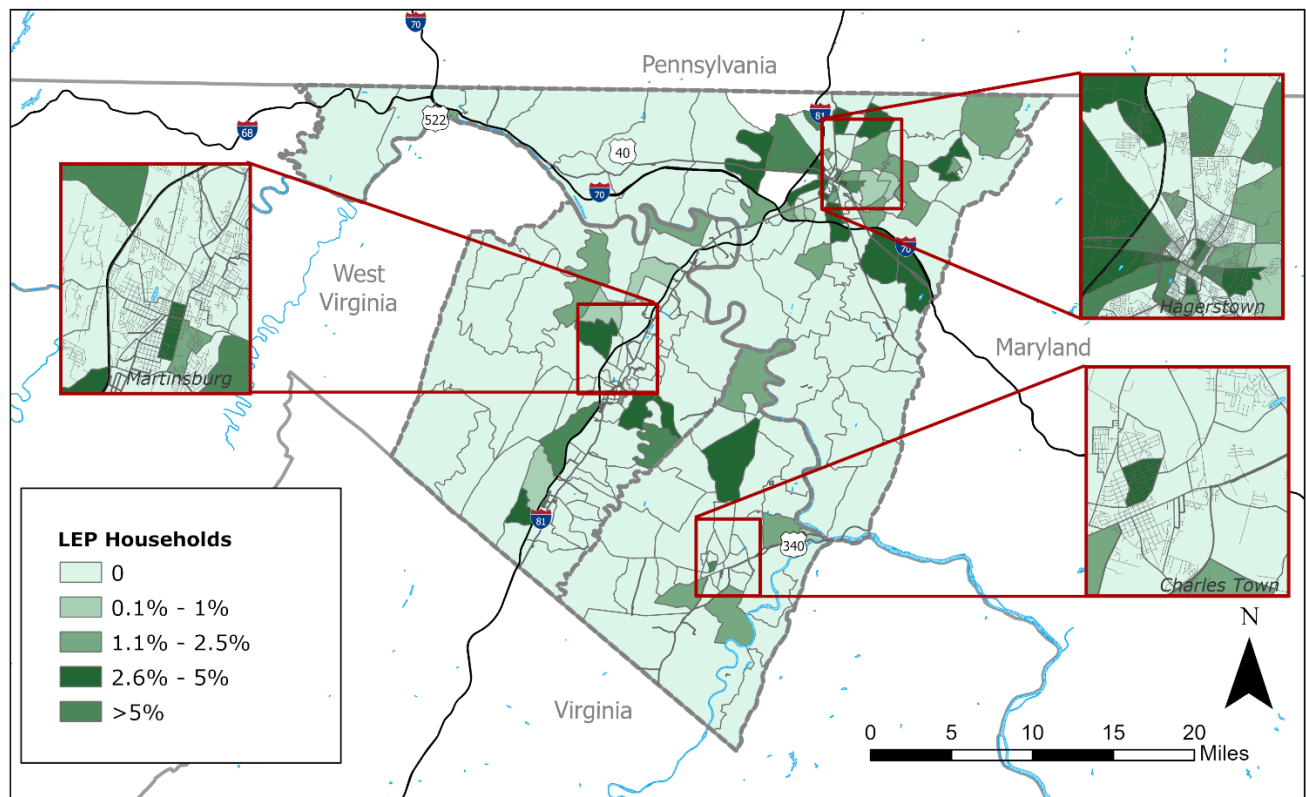 70
Pennsylvania
81
68
522
40
70
70
West
Virginia
Hagerstown
Maryland
Martinsburg
LEP Households
0
0.1% - 1%
1.1% - 2.5%
2.6% - 5%
>5%
81
340
Charles Town
N
Virginia
0 5 10 15 20
Miles